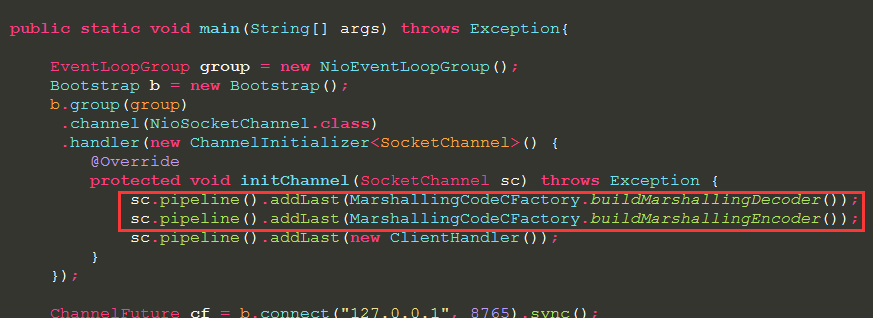 public static void main(String[] args) throws Exception{
EventLoopGroup group = new NioEventLoopGroup();
Bootstrap b = new Bootstrap();
b.group(group)
.channel(NioSocketChannel.class)
.handler(new ChannelInitializer<SocketChannel>() {
@Override
protected void initChannel(SocketChannel sc) throws Exception {
sc.pipeline().addLast(MarshallingCodeCFactory.buildMarshallingDecoder());
sc.pipeline().addLast(MarshallingCodeCFactory.buildMarshallingEncoder());
sc.pipeline().addLast(new ClientHandler());
}
});
ChannelFuture cf = b.connect("127.0.0.1", 8765).sync();